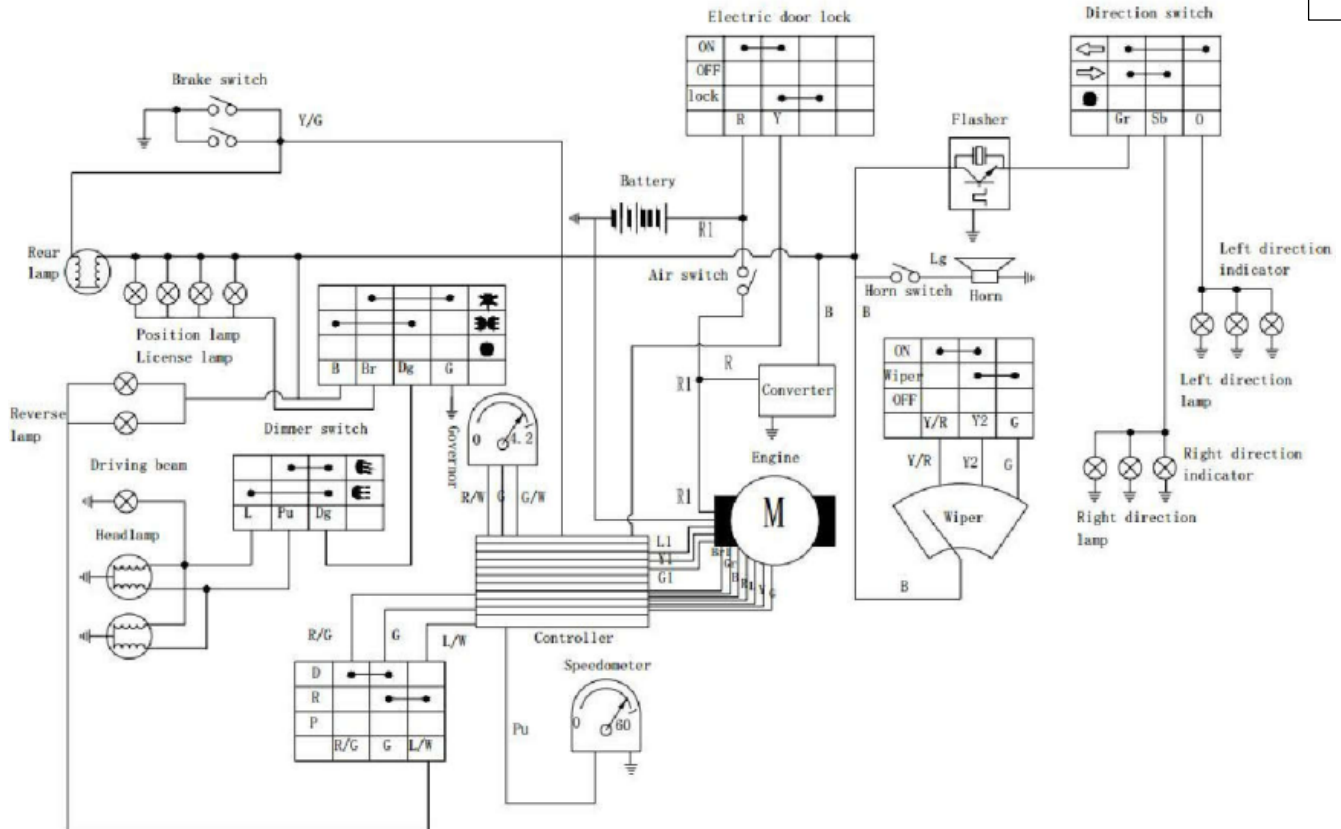 Electric door lock
ON
OFF
lock
R Y
Direction switch
Gr Sb O
Brake switch
Y/G
Flasher
Battery
R1
Rear
lamp
Air switch
Lg
Horn switch
Horn
Left direction
indicator
Position lamp
License lamp
B Br Dg G
R
B
B
R1
Converter
ON
Wiper
OFF
Y/R Y2 G
Left direction
lamp
Reverse
lamp
Dimmer switch
0
4.2
Governor
Engine
Y/R
Y2
G
Driving beam
L Pu Dg
R/W
G
G/W
R1
M
Wiper
Right direction
indicator
Right direction
lamp
Headlamp
L1
Y1
G1
Br1
Gr
B
R1
Y
G
B
R/G
G
L/W
Controller
Speedometer
D
R
P
R/G G L/W
Pu
0
60